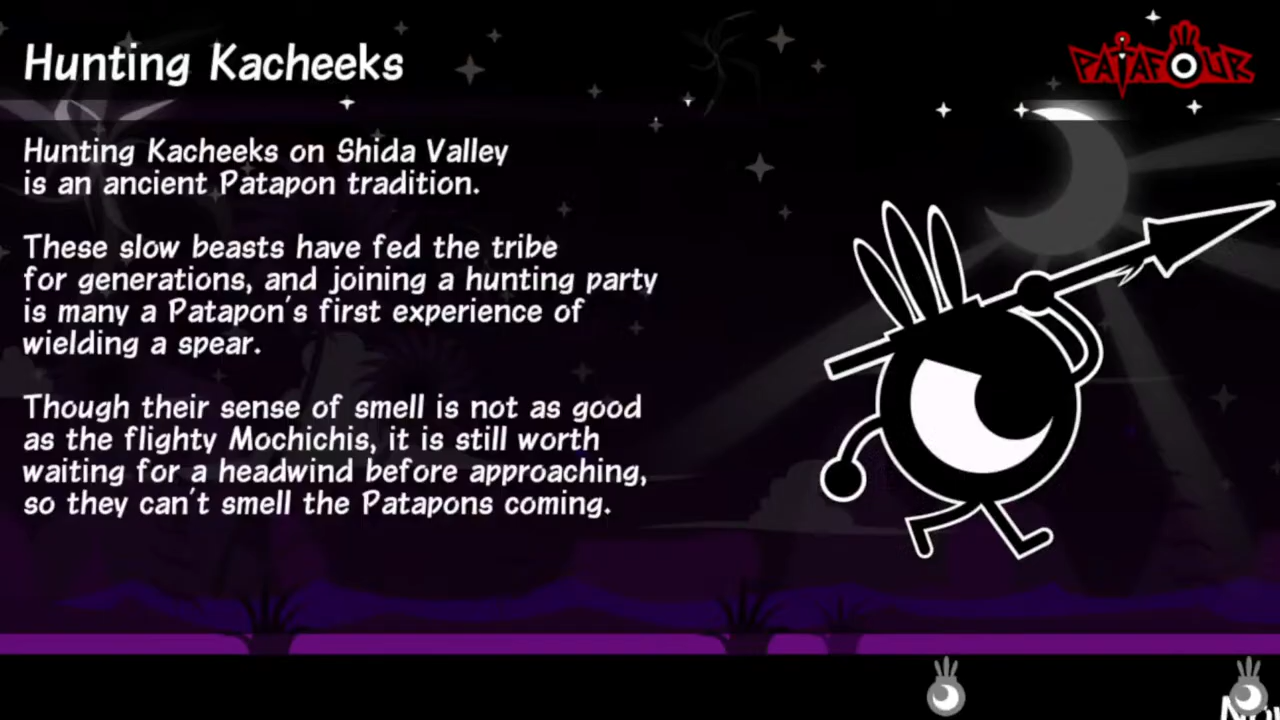 Hunting Kacheeks
PATAFOUR
Hunting Kacheeks on Shida Valley
is an ancient Patapon tradition.
These slow beasts have fed the tribe
for generations, and joining a hunting party
is many a Patapon's first experience of
wielding a spear.
Though their sense of smell is not as good
as the flighty Mochichis, it is still worth
waiting for a headwind before approaching,
so they can't smell the Patapons coming.